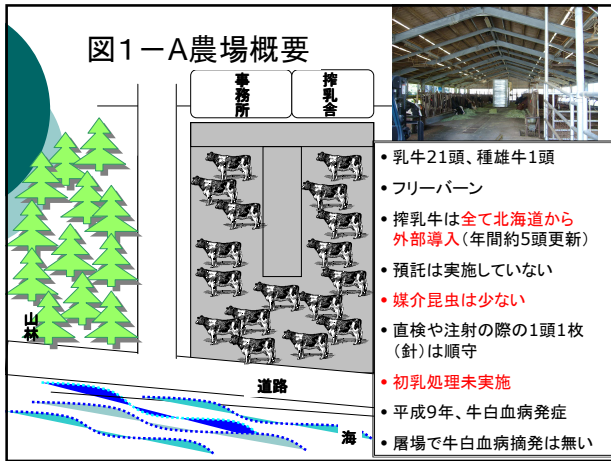 図1-A農場概要
事務所
搾乳舎
山林
道路
海
• 乳牛21頭、種雄牛1頭
• フリーバーン
• 搾乳牛は全て北海道から
外部導入(年間約5頭更新)
• 預託は実施していない
• 媒介昆虫は少ない
• 直検や注射の際の1頭1枚
(針)は順守
• 初乳処理未実施
• 平成9年、牛白血病発症
• 屠場で牛白血病摘発は無い